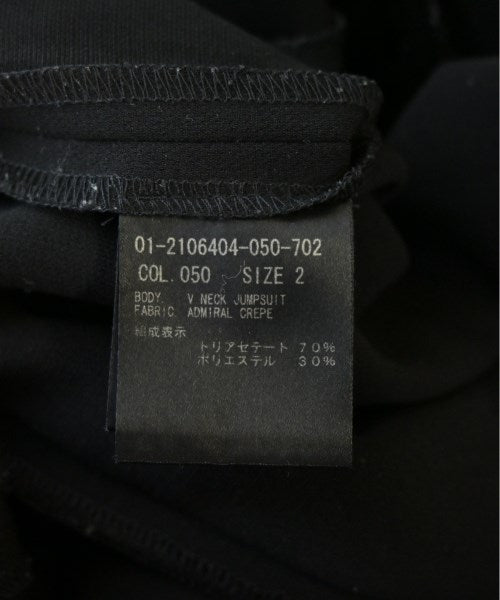 01-2106404-050-702
COL. 050 SIZE 2
BODY. V NECK JUMPSUIT
FABRIC. ADMIRAL CREPE
組成表示
トリアセテート 70%
ポリエステル 30%